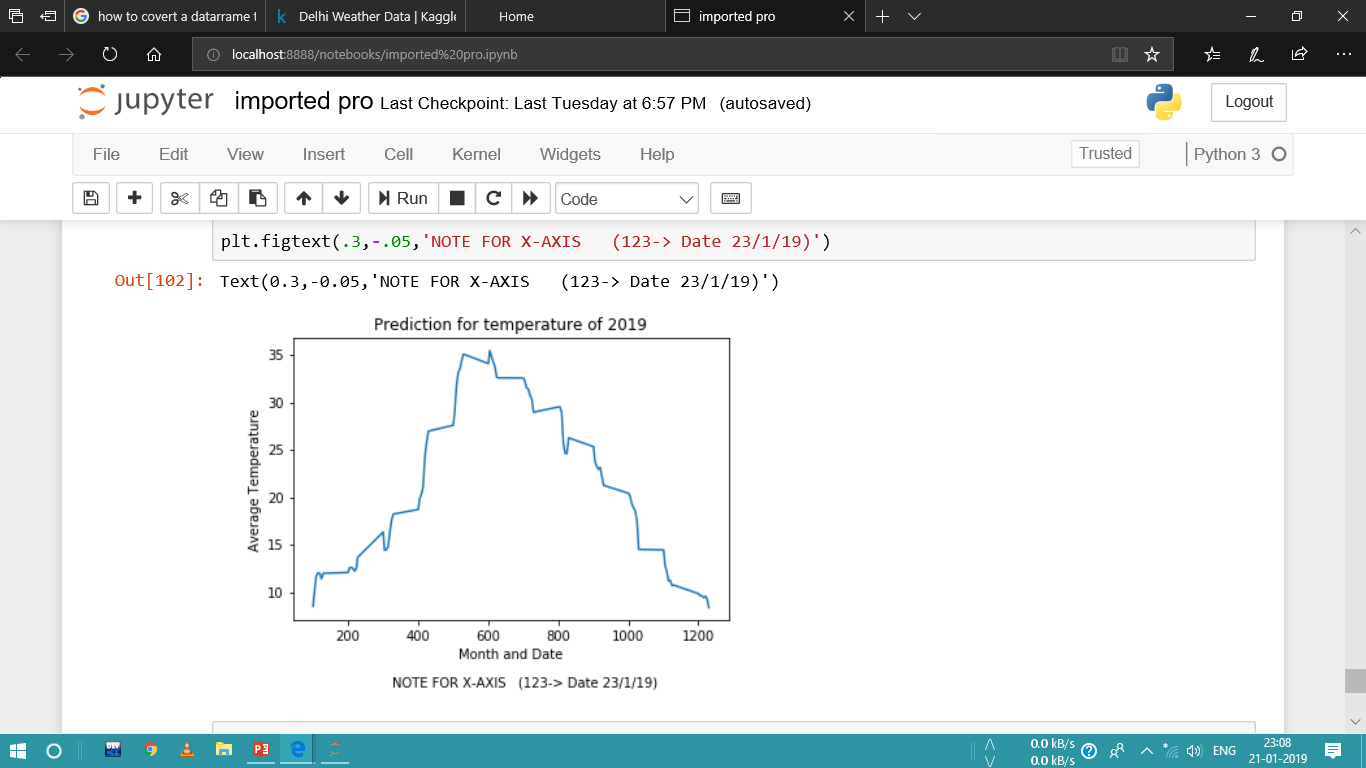 how to covert a datarrame t
Delhi Weather Data | Kaggle
Home
imported pro
localhost:8888/notebooks/imported%20pro.ipynb
jupyter imported pro Last Checkpoint: Last Tuesday at 6:57 PM (autosaved)
Logout
File Edit View Insert Cell Kernel Widgets Help
Trusted Python 3
Run Code
plt.figtext(.3,-.05,'NOTE FOR X-AXIS   (123-> Date 23/1/19)')
Out[102]: Text(0.3,-0.05,'NOTE FOR X-AXIS   (123-> Date 23/1/19)')
Prediction for temperature of 2019
35
30
25
20
15
10
Average Temperature
200 400 600 800 1000 1200
Month and Date
NOTE FOR X-AXIS   (123-> Date 23/1/19)
0.0 kB/s
0.0 kB/s
ENG
23:08
21-01-2019